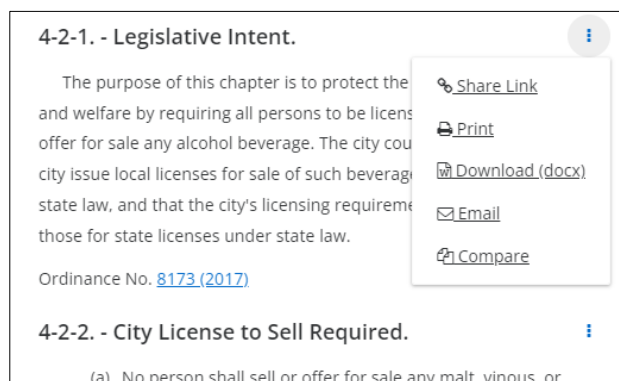 4-2-1. - Legislative Intent.
The purpose of this chapter is to protect the
and welfare by requiring all persons to be licens
offer for sale any alcohol beverage. The city cou
city issue local licenses for sale of such beverag
state law, and that the city's licensing requireme
those for state licenses under state law.
Share Link
Print
Download (docx)
Email
Compare
Ordinance No. 8173 (2017)
4-2-2. - City License to Sell Required.
(a) No person shall sell or offer for sale any malt, vinous, or